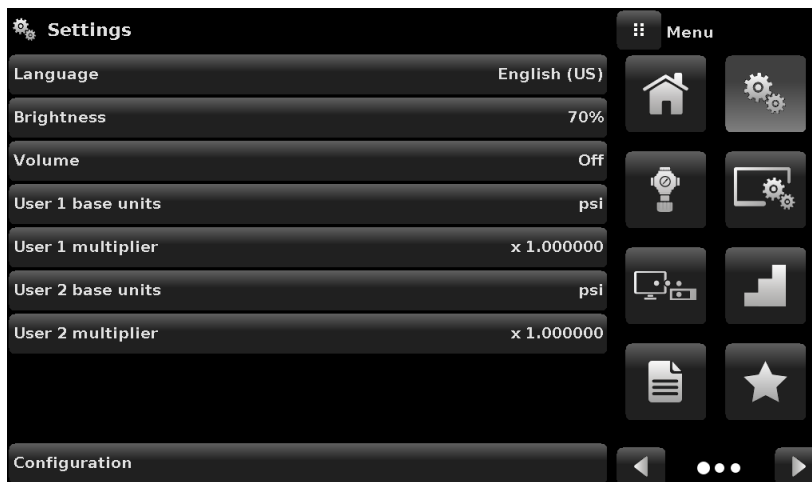 Settings
Menu
Language English (US)
Brightness 70%
Volume Off
User 1 base units psi
User 1 multiplier x 1.000000
User 2 base units psi
User 2 multiplier x 1.000000
Configuration